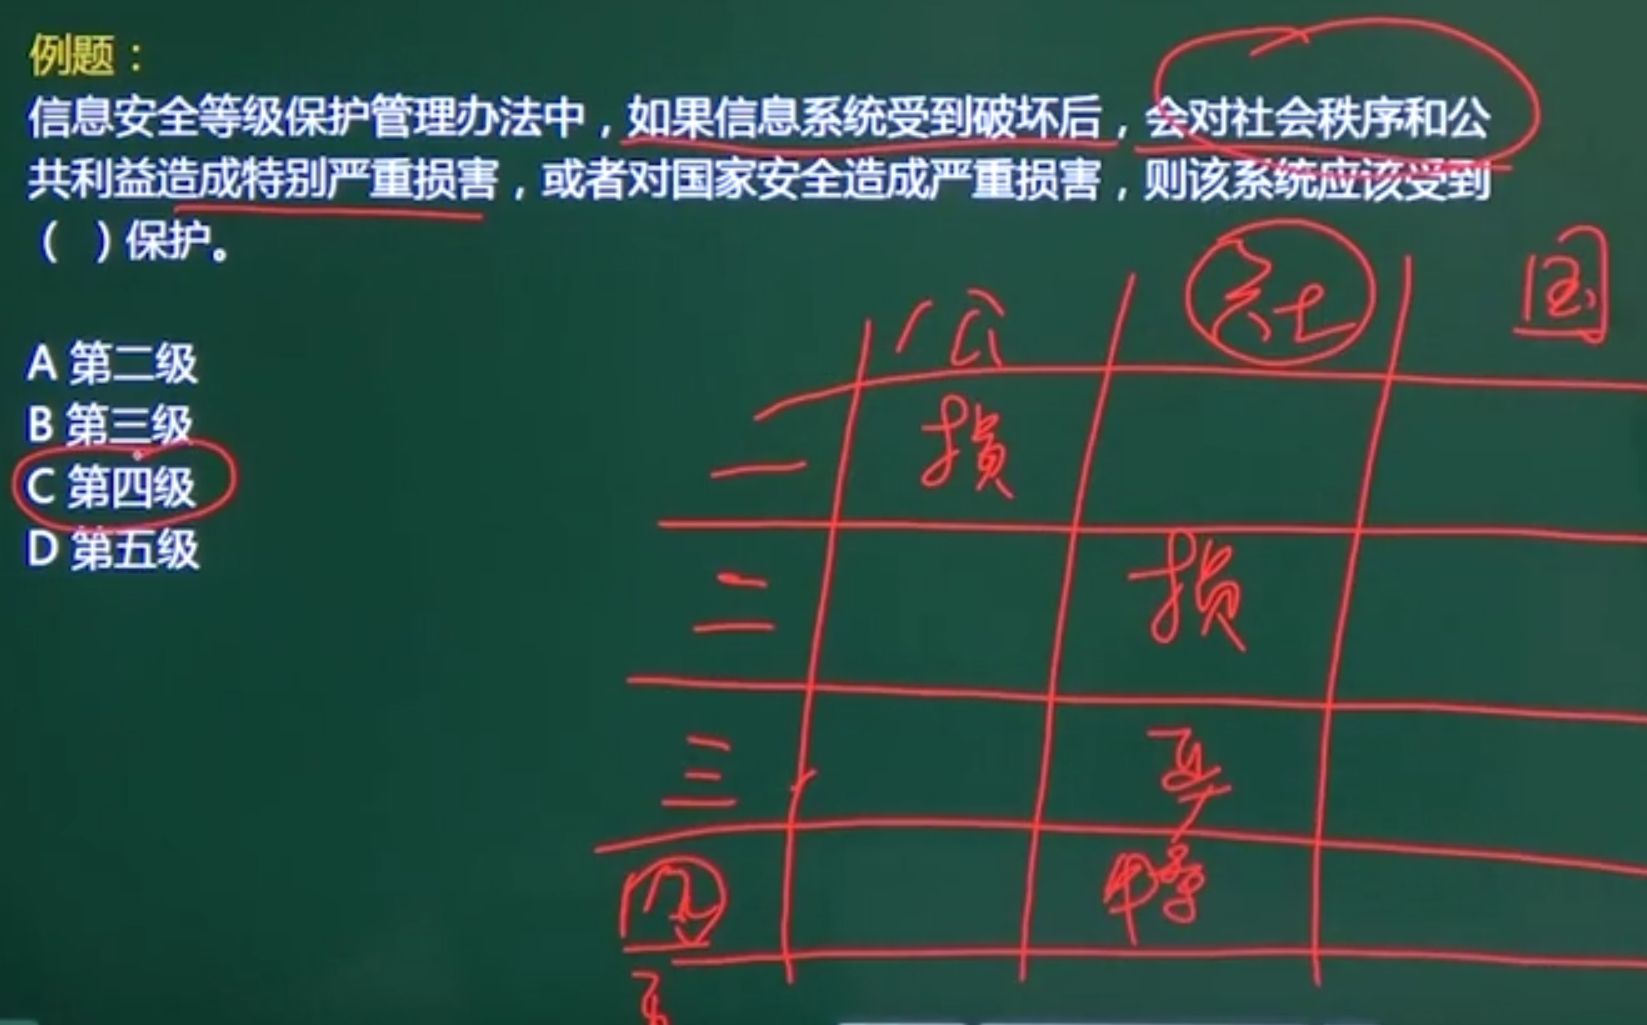 例题：
信息安全等级保护管理办法中，如果信息系统受到破坏后，会对社会秩序和公
共利益造成特别严重损害，或者对国家安全造成严重损害，则该系统应该受到
（ ）保护。
A 第二级
B 第三级
C 第四级
D 第五级
公 社 国
一 损
二 损
三
四